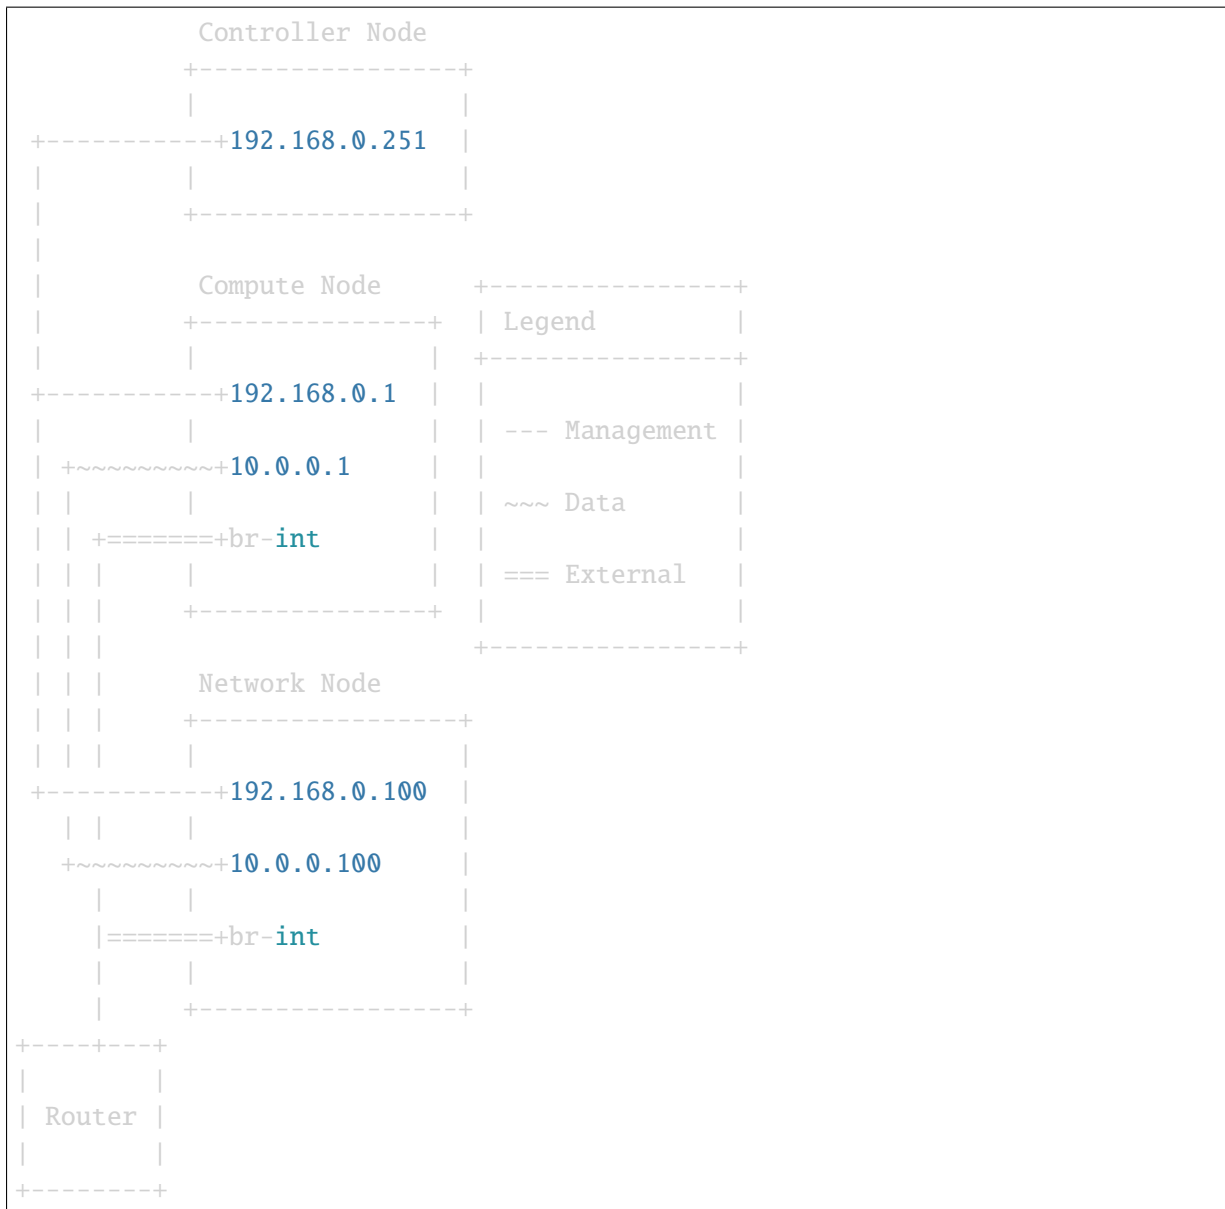 Controller Node
192.168.0.251
Compute Node
Legend
192.168.0.1
--- Management
10.0.0.1
~~~ Data
br-int
=== External
Network Node
192.168.0.100
10.0.0.100
br-int
Router